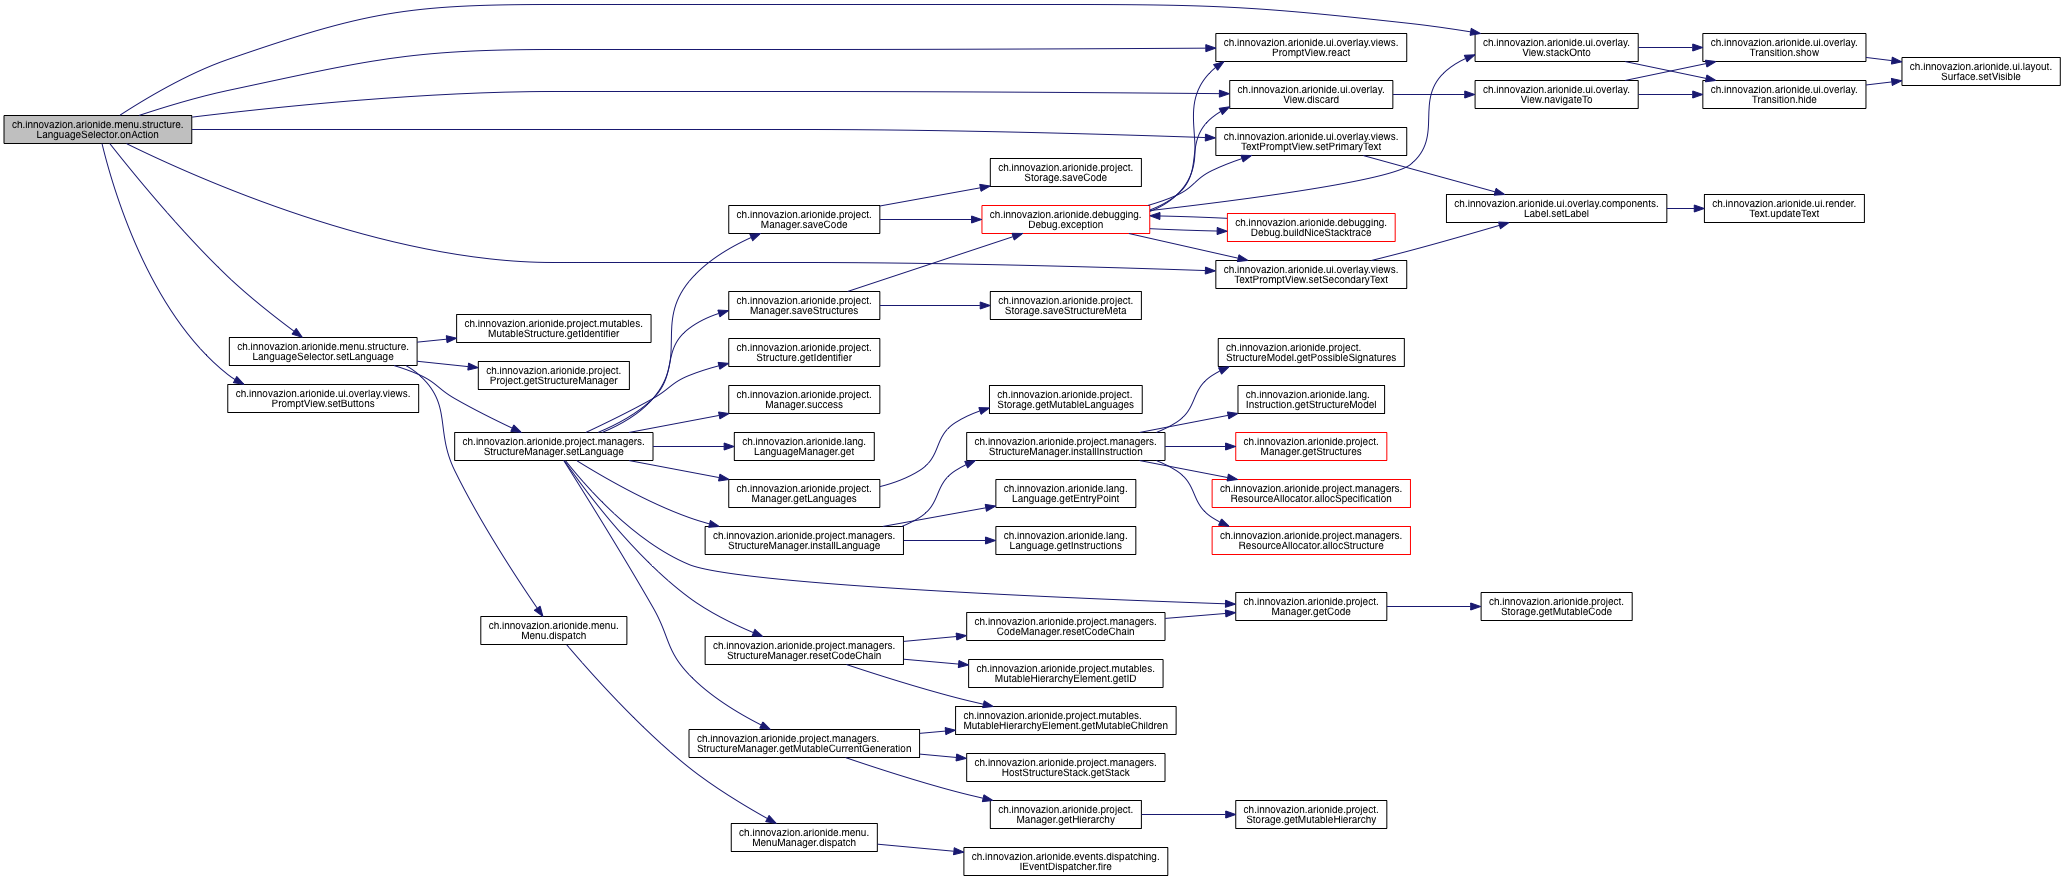 ch.innovazion.arionide.menu.structure.
LanguageSelector.onAction
ch.innovazion.arionide.menu.structure.
LanguageSelector.setLanguage
ch.innovazion.arionide.ui.overlay.views.
PromptView.setButtons
ch.innovazion.arionide.project.mutables.
MutableStructure.getIdentifier
ch.innovazion.arionide.project.
Project.getStructureManager
ch.innovazion.arionide.project.managers.
StructureManager.setLanguage
ch.innovazion.arionide.menu.
Menu.dispatch
ch.innovazion.arionide.project.
Manager.saveCode
ch.innovazion.arionide.project.
Manager.saveStructures
ch.innovazion.arionide.project.
Structure.getIdentifier
ch.innovazion.arionide.project.
Manager.success
ch.innovazion.arionide.lang.
LanguageManager.get
ch.innovazion.arionide.project.
Manager.getLanguages
ch.innovazion.arionide.project.managers.
StructureManager.installLanguage
ch.innovazion.arionide.project.managers.
StructureManager.resetCodeChain
ch.innovazion.arionide.project.managers.
StructureManager.getMutableCurrentGeneration
ch.innovazion.arionide.menu.
MenuManager.dispatch
ch.innovazion.arionide.project.
Storage.saveCode
ch.innovazion.arionide.debugging.
Debug.exception
ch.innovazion.arionide.project.
Storage.saveStructureMeta
ch.innovazion.arionide.project.
Storage.getMutableLanguages
ch.innovazion.arionide.project.managers.
StructureManager.installInstruction
ch.innovazion.arionide.lang.
Language.getEntryPoint
ch.innovazion.arionide.lang.
Language.getInstructions
ch.innovazion.arionide.project.managers.
CodeManager.resetCodeChain
ch.innovazion.arionide.project.mutables.
MutableHierarchyElement.getID
ch.innovazion.arionide.project.mutables.
MutableHierarchyElement.getMutableChildren
ch.innovazion.arionide.project.managers.
HostStructureStack.getStack
ch.innovazion.arionide.project.
Manager.getHierarchy
ch.innovazion.arionide.events.dispatching.
IEventDispatcher.fire
ch.innovazion.arionide.ui.overlay.views.
PromptView.react
ch.innovazion.arionide.ui.overlay.
View.discard
ch.innovazion.arionide.ui.overlay.views.
TextPromptView.setPrimaryText
ch.innovazion.arionide.debugging.
Debug.buildNiceStacktrace
ch.innovazion.arionide.ui.overlay.views.
TextPromptView.setSecondaryText
ch.innovazion.arionide.project.
StructureModel.getPossibleSignatures
ch.innovazion.arionide.lang.
Instruction.getStructureModel
ch.innovazion.arionide.project.
Manager.getStructures
ch.innovazion.arionide.project.managers.
ResourceAllocator.allocSpecification
ch.innovazion.arionide.project.managers.
ResourceAllocator.allocStructure
ch.innovazion.arionide.project.
Manager.getCode
ch.innovazion.arionide.project.
Storage.getMutableHierarchy
ch.innovazion.arionide.ui.overlay.
View.stackOnto
ch.innovazion.arionide.ui.overlay.
View.navigateTo
ch.innovazion.arionide.ui.overlay.components.
Label.setLabel
ch.innovazion.arionide.project.
Storage.getMutableCode
ch.innovazion.arionide.ui.overlay.
Transition.show
ch.innovazion.arionide.ui.overlay.
Transition.hide
ch.innovazion.arionide.ui.render.
Text.updateText
ch.innovazion.arionide.ui.layout.
Surface.setVisible